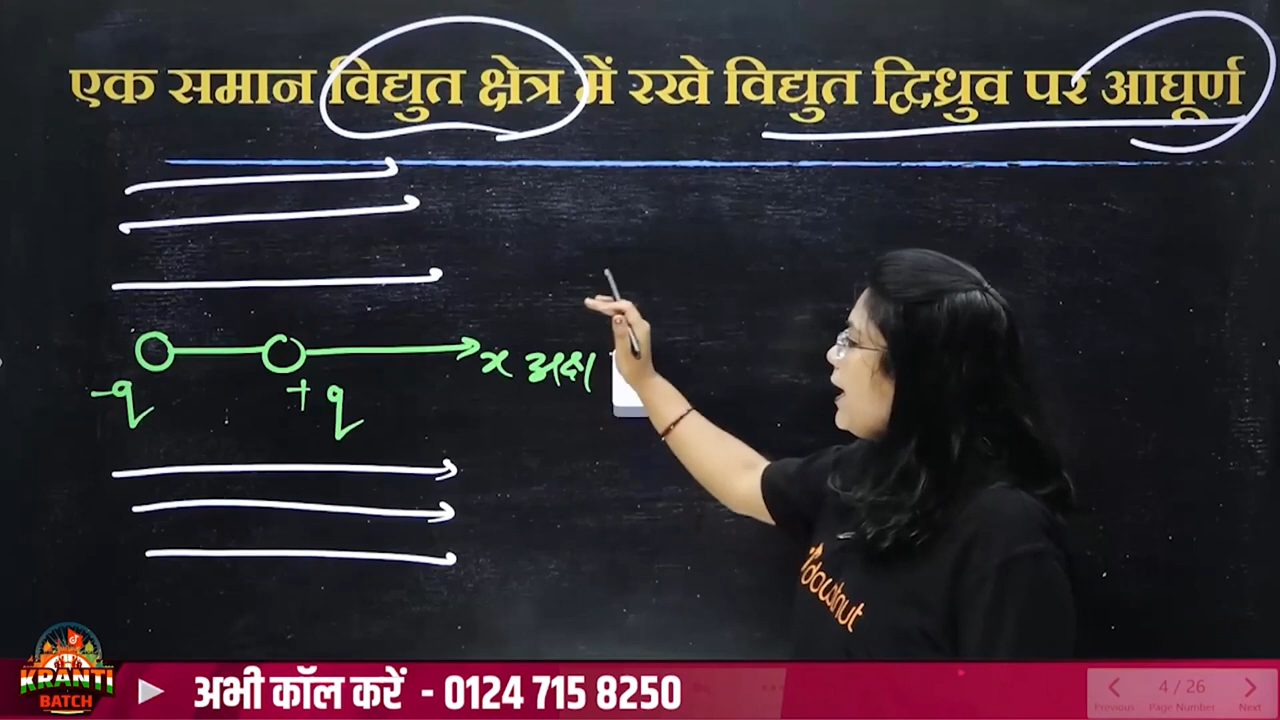 एक समान विद्युत क्षेत्र में रखे विद्युत द्विध्रुव पर आघूर्ण
x अक्ष
-q
+q
doubtnut
KRANTI
BATCH
अभी कॉल करें - 0124 715 8250
4 / 26
Previous Page Number Next